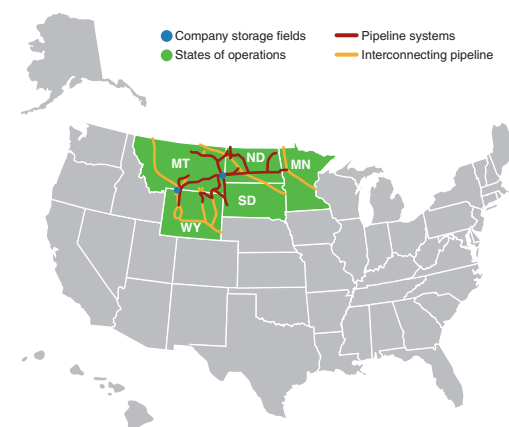 Company storage fields
Pipeline systems
States of operations
Interconnecting pipeline
MT
ND
MN
SD
WY